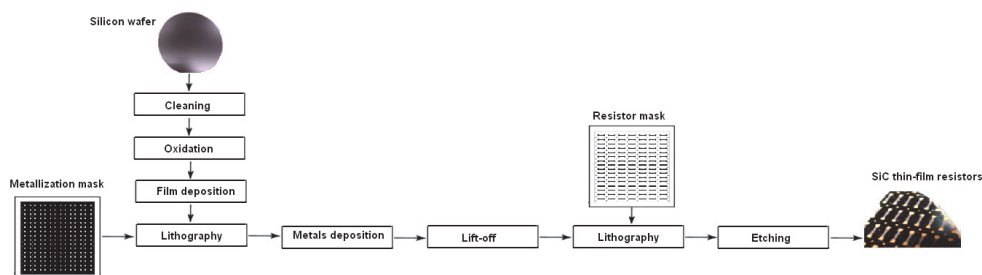 Silicon wafer
Cleaning
Oxidation
Film deposition
Metallization mask
Lithography
Metals deposition
Lift-off
Resistor mask
Lithography
Etching
SiC thin-film resistors